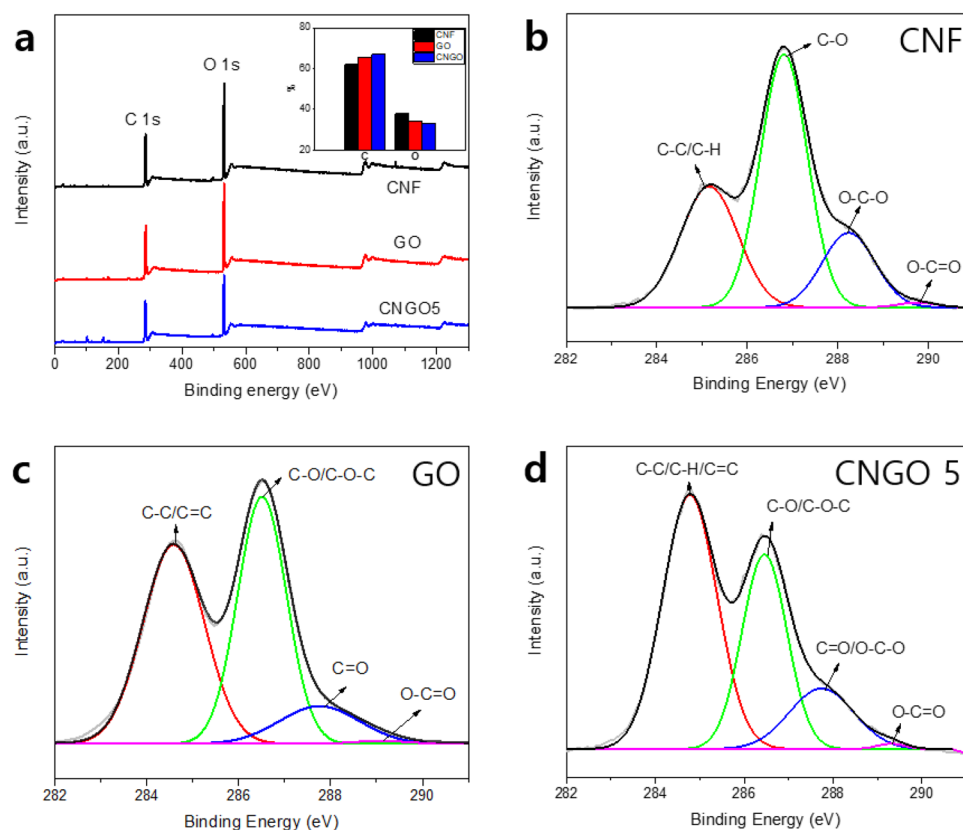 a
80
60
40
20
%
CNF
GO
CNGO
C
O
C 1s
O 1s
CNF
GO
CNGO5
Intensity (a.u.)
0 200 400 600 800 1000 1200
Binding energy (eV)
b
CNF
C-O
C-C/C-H
O-C-O
O-C=O
Intensity (a.u.)
282 284 286 288 290
Binding Energy (eV)
c
GO
C-O/C-O-C
C-C/C=C
C=O
O-C=O
Intensity (a.u.)
282 284 286 288 290
Binding Energy (eV)
d
CNGO 5
C-C/C-H/C=C
C-O/C-O-C
C=O/O-C-O
O-C=O
Intensity (a.u.)
282 284 286 288 290
Binding Energy (eV)